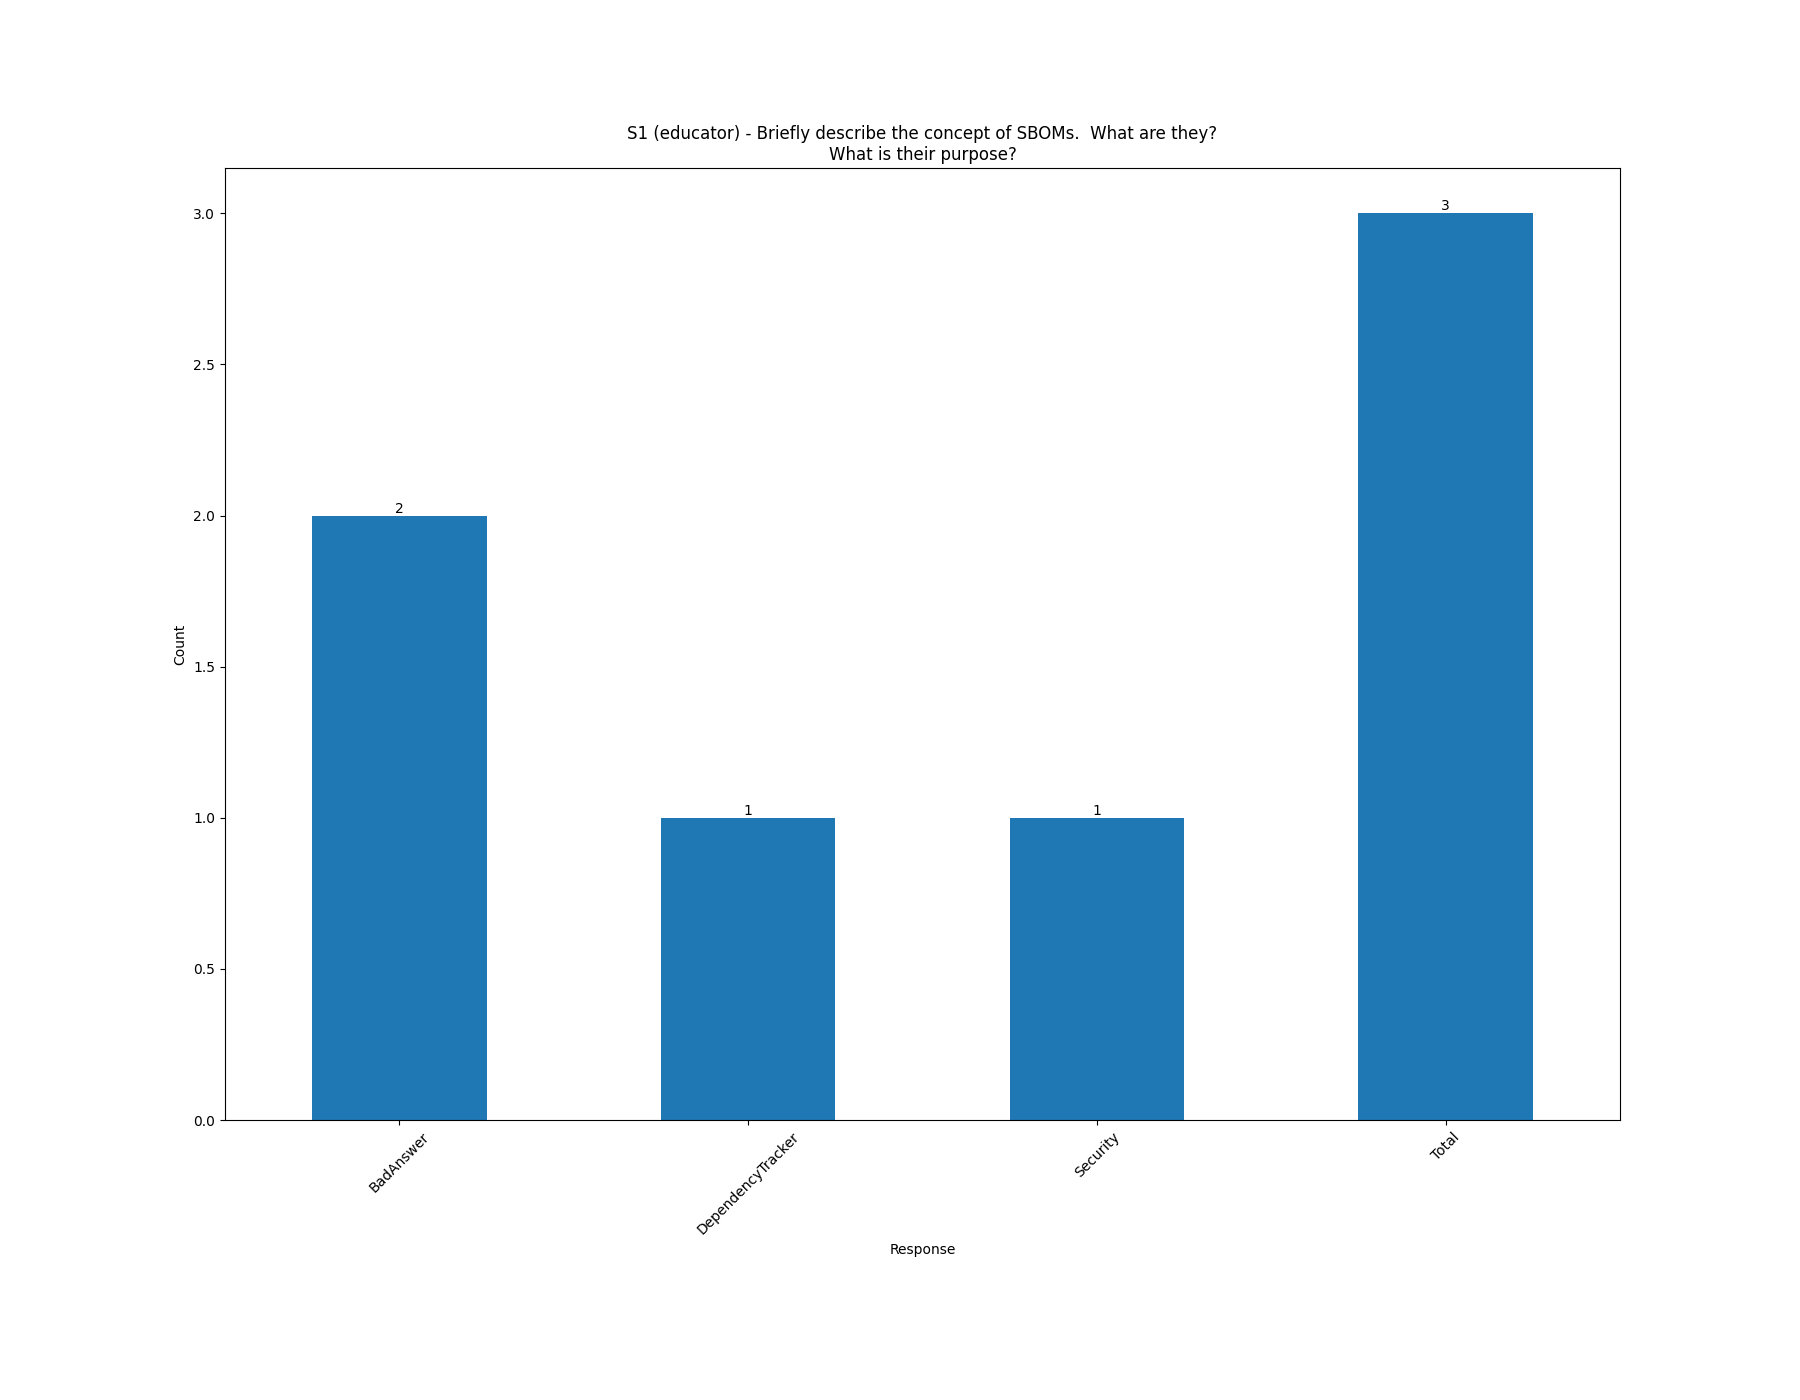 S1 (educator) - Briefly describe the concept of SBOMs.  What are they?
What is their purpose?
3.0
2.5
2.0
1.5
1.0
0.5
0.0
Count
2
1
1
3
BadAnswer
DependencyTracker
Security
Total
Response